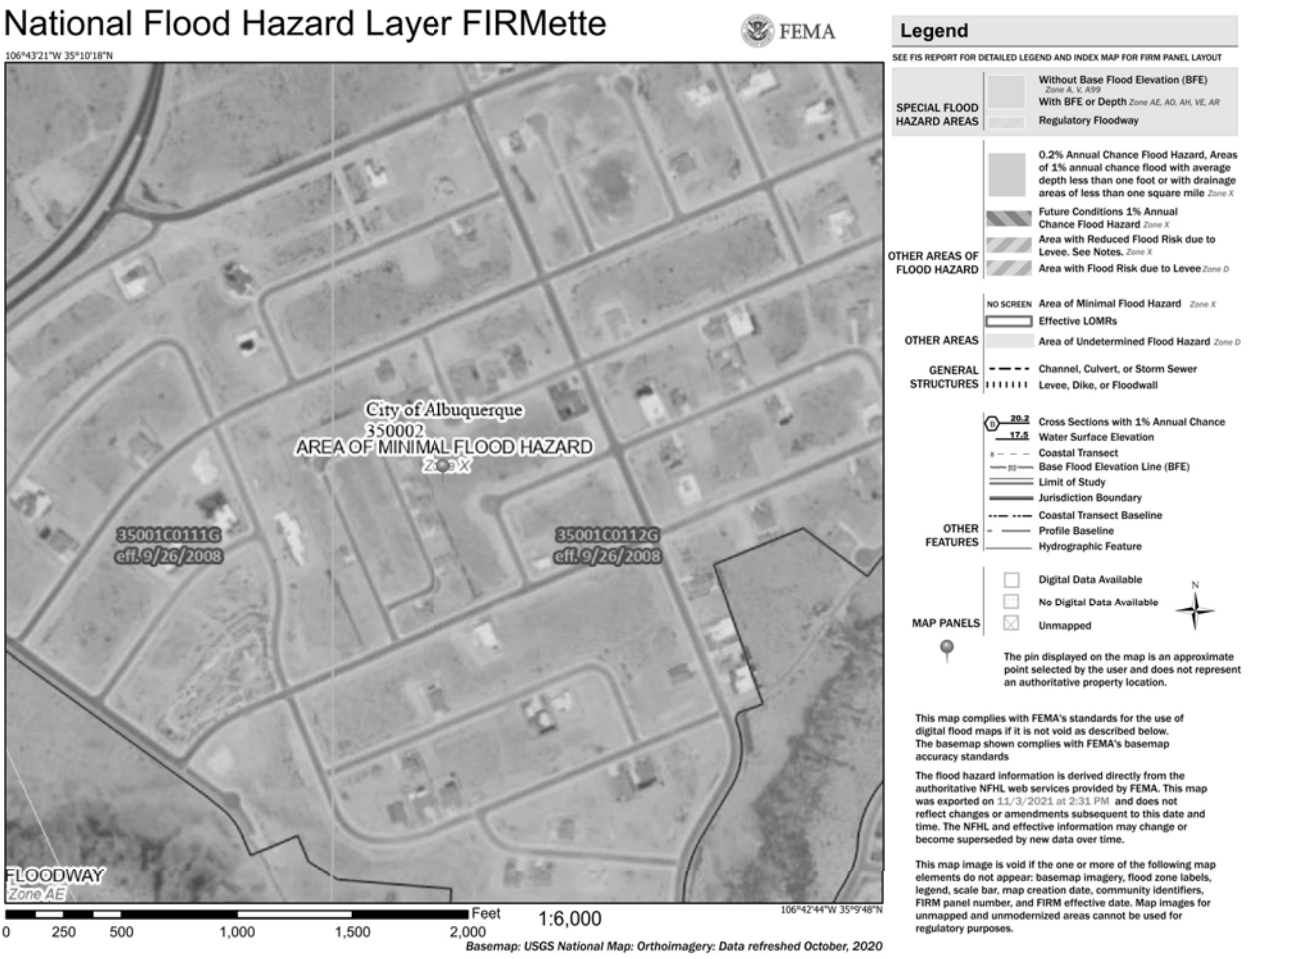 National Flood Hazard Layer FIRMette
FEMA
106°43'21"W 35°10'18"N
City of Albuquerque
350002
AREA OF MINIMAL FLOOD HAZARD
Zone X
35001C0111G
eff. 9/26/2008
35001C0112G
eff. 9/26/2008
FLOODWAY
Zone AE
106°42'44"W 35°9'48"N
Feet
1:6,000
0 250 500 1,000 1,500 2,000
Basemap: USGS National Map: Orthoimagery: Data refreshed October, 2020
Legend
SEE FIS REPORT FOR DETAILED LEGEND AND INDEX MAP FOR FIRM PANEL LAYOUT
SPECIAL FLOOD
HAZARD AREAS
Without Base Flood Elevation (BFE)
Zone A, V, A99
With BFE or Depth Zone AE, AO, AH, VE, AR
Regulatory Floodway
0.2% Annual Chance Flood Hazard, Areas
of 1% annual chance flood with average
depth less than one foot or with drainage
areas of less than one square mile Zone X
Future Conditions 1% Annual
Chance Flood Hazard Zone X
Area with Reduced Flood Risk due to
Levee. See Notes. Zone X
Area with Flood Risk due to Levee Zone D
OTHER AREAS OF
FLOOD HAZARD
NO SCREEN Area of Minimal Flood Hazard Zone X
Effective LOMRs
OTHER AREAS
Area of Undetermined Flood Hazard Zone D
GENERAL
STRUCTURES
Channel, Culvert, or Storm Sewer
Levee, Dike, or Floodwall
B 20.2 Cross Sections with 1% Annual Chance
17.5 Water Surface Elevation
8 Coastal Transect
513 Base Flood Elevation Line (BFE)
Limit of Study
Jurisdiction Boundary
Coastal Transect Baseline
OTHER
FEATURES
Profile Baseline
Hydrographic Feature
Digital Data Available
No Digital Data Available
Unmapped
MAP PANELS
N
The pin displayed on the map is an approximate
point selected by the user and does not represent
an authoritative property location.
This map complies with FEMA's standards for the use of
digital flood maps if it is not void as described below.
The basemap shown complies with FEMA's basemap
accuracy standards
The flood hazard information is derived directly from the
authoritative NFHL web services provided by FEMA. This map
was exported on 11/3/2021 at 2:31 PM and does not
reflect changes or amendments subsequent to this date and
time. The NFHL and effective information may change or
become superseded by new data over time.
This map image is void if the one or more of the following map
elements do not appear: basemap imagery, flood zone labels,
legend, scale bar, map creation date, community identifiers,
FIRM panel number, and FIRM effective date. Map images for
unmapped and unmodernized areas cannot be used for
regulatory purposes.